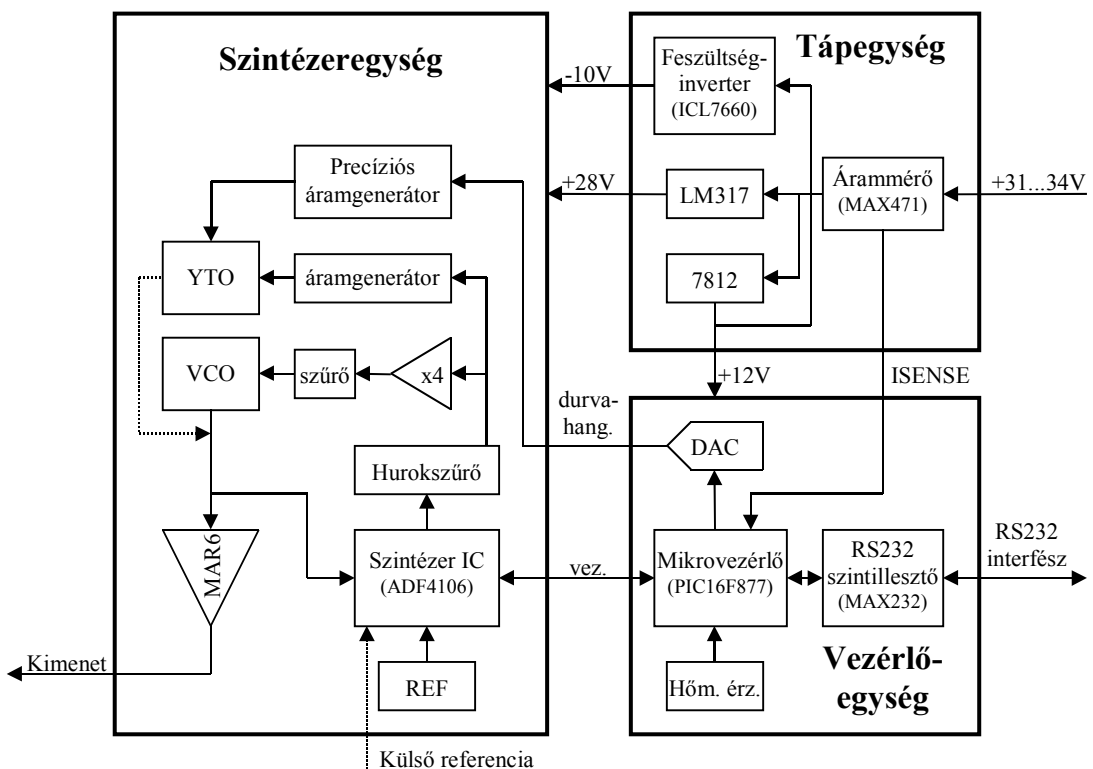 Szintézeregység
Precíziós
áramgenerátor
YTO
áramgenerátor
VCO
szűrő
x4
Hurokszűrő
MAR6
Szintézer IC
(ADF4106)
REF
Kimenet
Külső referencia
-10V
+28V
Tápegység
Feszültség-
inverter
(ICL7660)
LM317
Árammérő
(MAX471)
+31...34V
7812
+12V
ISENSE
durva-
hang.
DAC
vez.
Mikrovezérlő
(PIC16F877)
RS232
szintillesztő
(MAX232)
RS232
interfész
Hőm. érz.
Vezérlő-
egység